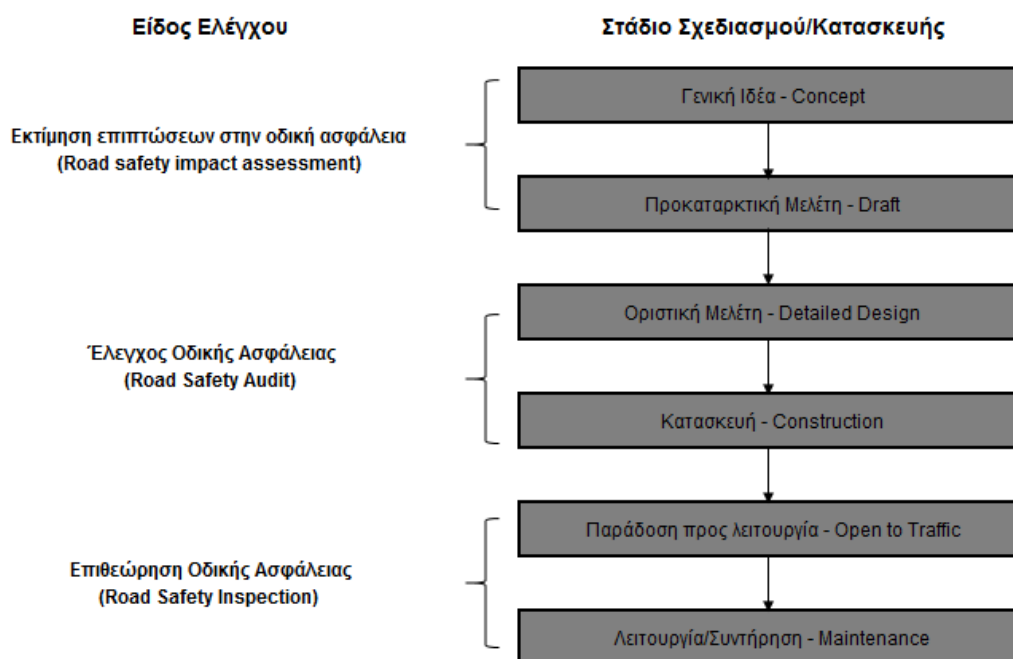 Είδος Ελέγχου
Στάδιο Σχεδιασμού/Κατασκευής
Γενική Ιδέα - Concept
Εκτίμηση επιπτώσεων στην οδική ασφάλεια
(Road safety impact assessment)
Προκαταρκτική Μελέτη - Draft
Οριστική Μελέτη - Detailed Design
Έλεγχος Οδικής Ασφάλειας
(Road Safety Audit)
Κατασκευή - Construction
Παράδοση προς λειτουργία - Open to Traffic
Επιθεώρηση Οδικής Ασφάλειας
(Road Safety Inspection)
Λειτουργία/Συντήρηση - Maintenance